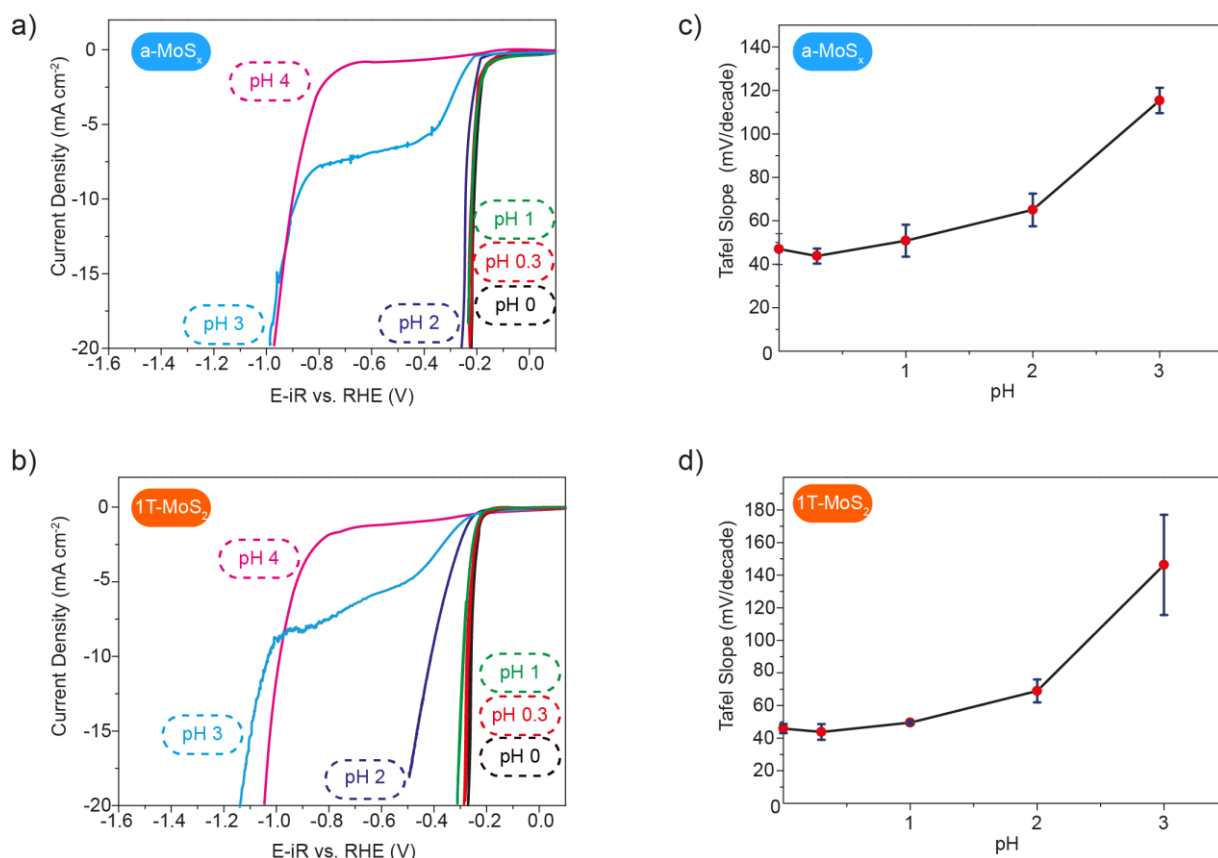 a)
a-MoSₓ
pH 4
pH 3
pH 2
pH 1
pH 0.3
pH 0
Current Density (mA cm⁻²)
0
-5
-10
-15
-20
-1.6 -1.4 -1.2 -1.0 -0.8 -0.6 -0.4 -0.2 0.0
E-iR vs. RHE (V)
c)
a-MoSₓ
Tafel Slope (mV/decade)
140
120
100
80
60
40
20
0
1 2 3
pH
b)
1T-MoS₂
pH 4
pH 3
pH 2
pH 1
pH 0.3
pH 0
Current Density (mA cm⁻²)
0
-5
-10
-15
-20
-1.6 -1.4 -1.2 -1.0 -0.8 -0.6 -0.4 -0.2 0.0
E-iR vs. RHE (V)
d)
1T-MoS₂
Tafel Slope (mV/decade)
180
160
140
120
100
80
60
40
20
0
0 1 2 3
pH